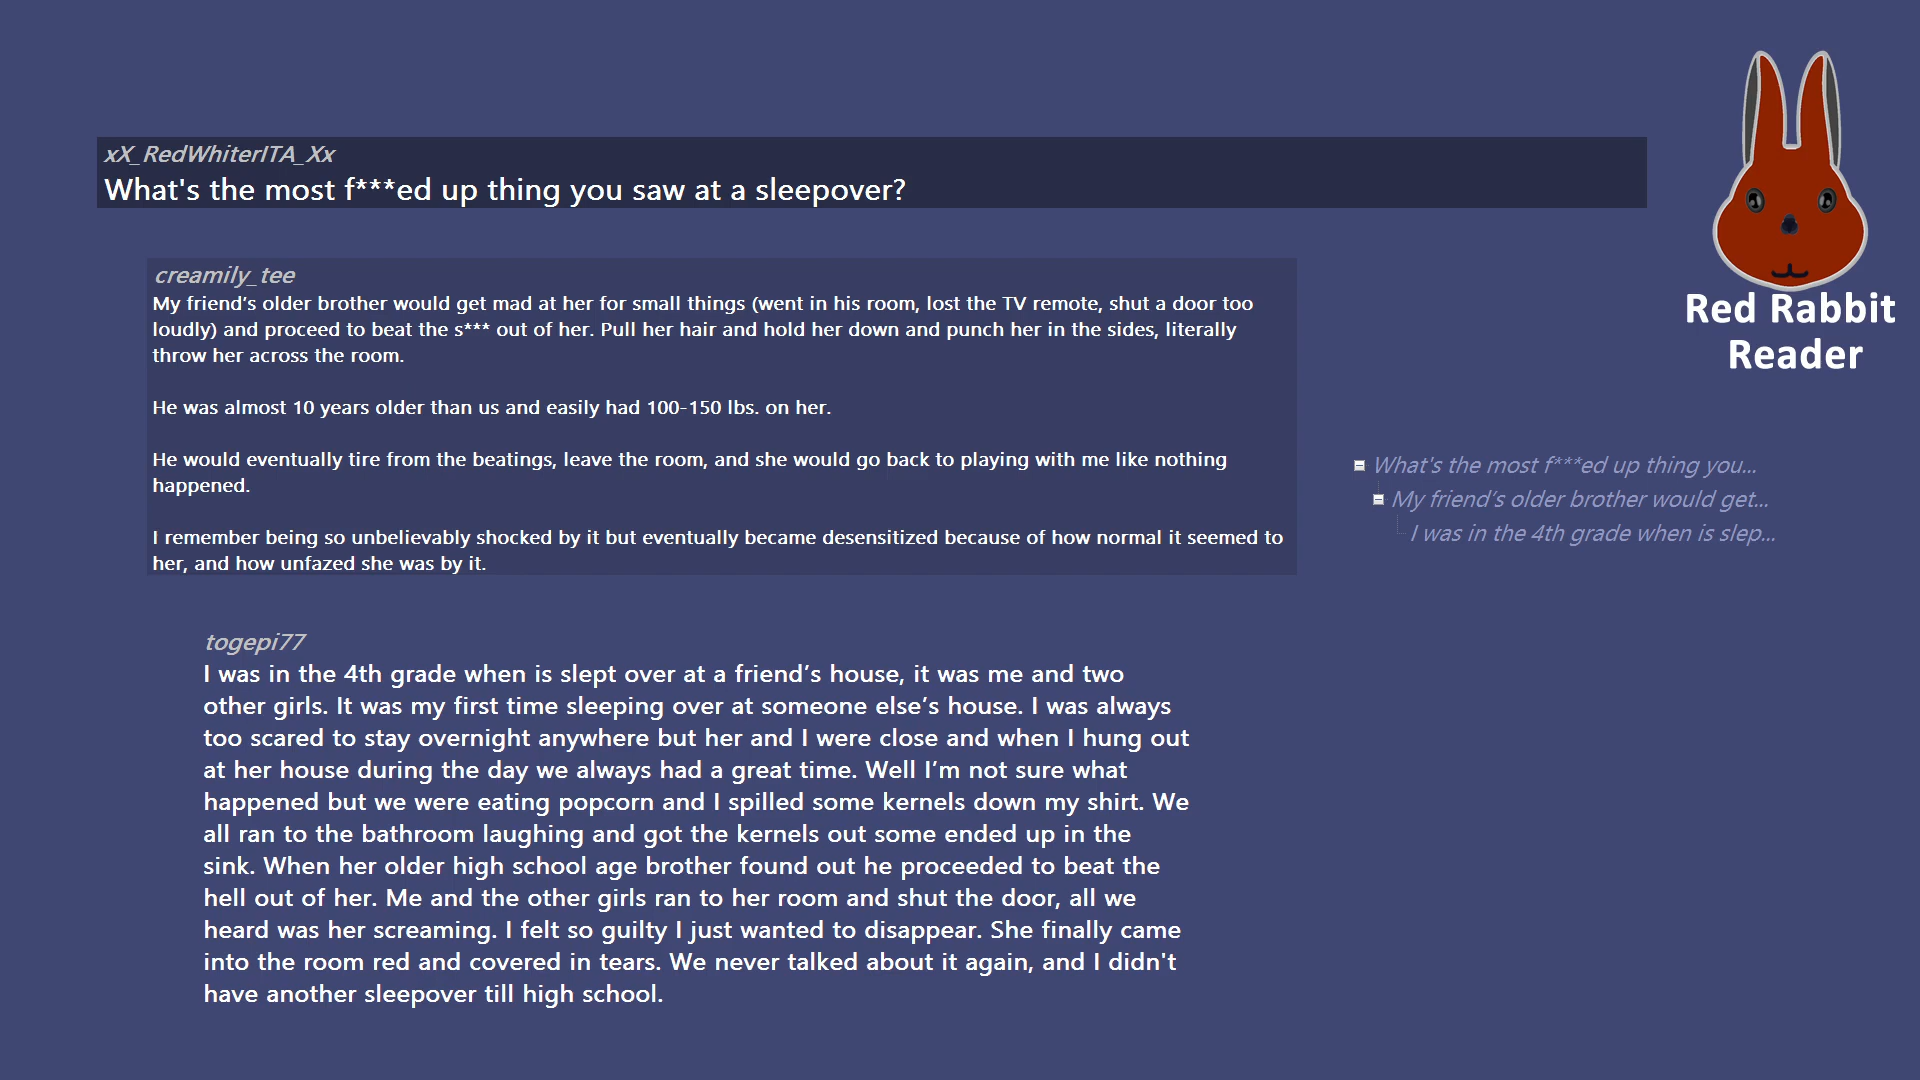 xX_RedWhiterITA_Xx
What's the most f***ed up thing you saw at a sleepover?
creamily_tee
My friend’s older brother would get mad at her for small things (went in his room, lost the TV remote, shut a door too
loudly) and proceed to beat the s*** out of her. Pull her hair and hold her down and punch her in the sides, literally
throw her across the room.
He was almost 10 years older than us and easily had 100-150 lbs. on her.
He would eventually tire from the beatings, leave the room, and she would go back to playing with me like nothing
happened.
I remember being so unbelievably shocked by it but eventually became desensitized because of how normal it seemed to
her, and how unfazed she was by it.
togepi77
I was in the 4th grade when is slept over at a friend’s house, it was me and two
other girls. It was my first time sleeping over at someone else’s house. I was always
too scared to stay overnight anywhere but her and I were close and when I hung out
at her house during the day we always had a great time. Well I’m not sure what
happened but we were eating popcorn and I spilled some kernels down my shirt. We
all ran to the bathroom laughing and got the kernels out some ended up in the
sink. When her older high school age brother found out he proceeded to beat the
hell out of her. Me and the other girls ran to her room and shut the door, all we
heard was her screaming. I felt so guilty I just wanted to disappear. She finally came
into the room red and covered in tears. We never talked about it again, and I didn't
have another sleepover till high school.
Red Rabbit
Reader
What's the most f***ed up thing you...
My friend’s older brother would get...
I was in the 4th grade when is slep...